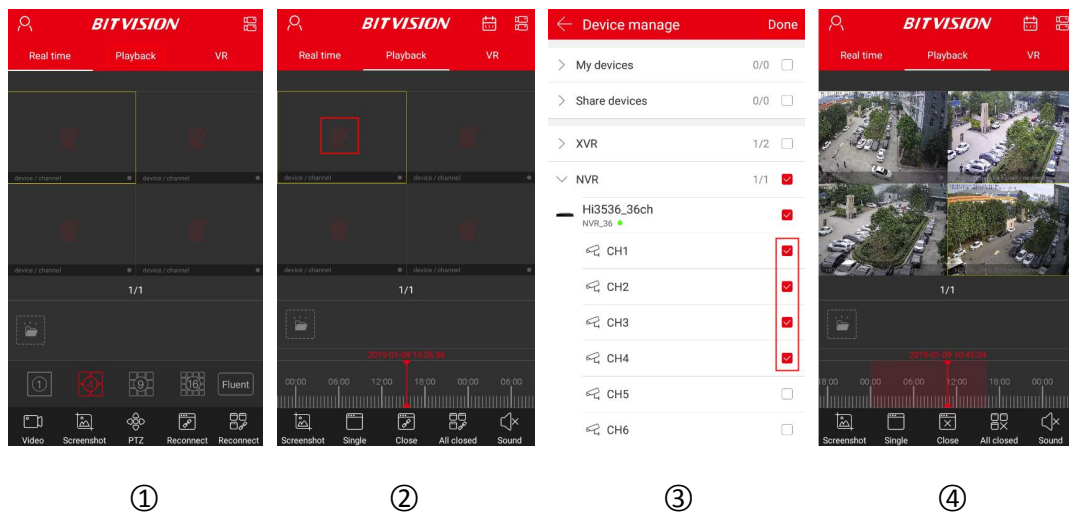 BITVISION
Real time Playback VR
device / channel device / channel
device / channel device / channel
1/1
1 4 9 16 Fluent
Video Screenshot PTZ Reconnect Reconnect
①
BITVISION
Real time Playback VR
device / channel device / channel
device / channel device / channel
1/1
2019-01-09 15:26:36
00:00 06:00 12:00 18:00 00:00 06:00
Screenshot Single Close All closed Sound
②
Device manage Done
My devices 0/0
Share devices 0/0
XVR 1/2
NVR 1/1
Hi3536_36ch
NVR_36
CH1
CH2
CH3
CH4
CH5
CH6
③
BITVISION
Real time Playback VR
1/1
2019-01-09 10:43:04
18:00 00:00 06:00 12:00 18:00 00:00
Screenshot Single Close All closed Sound
④